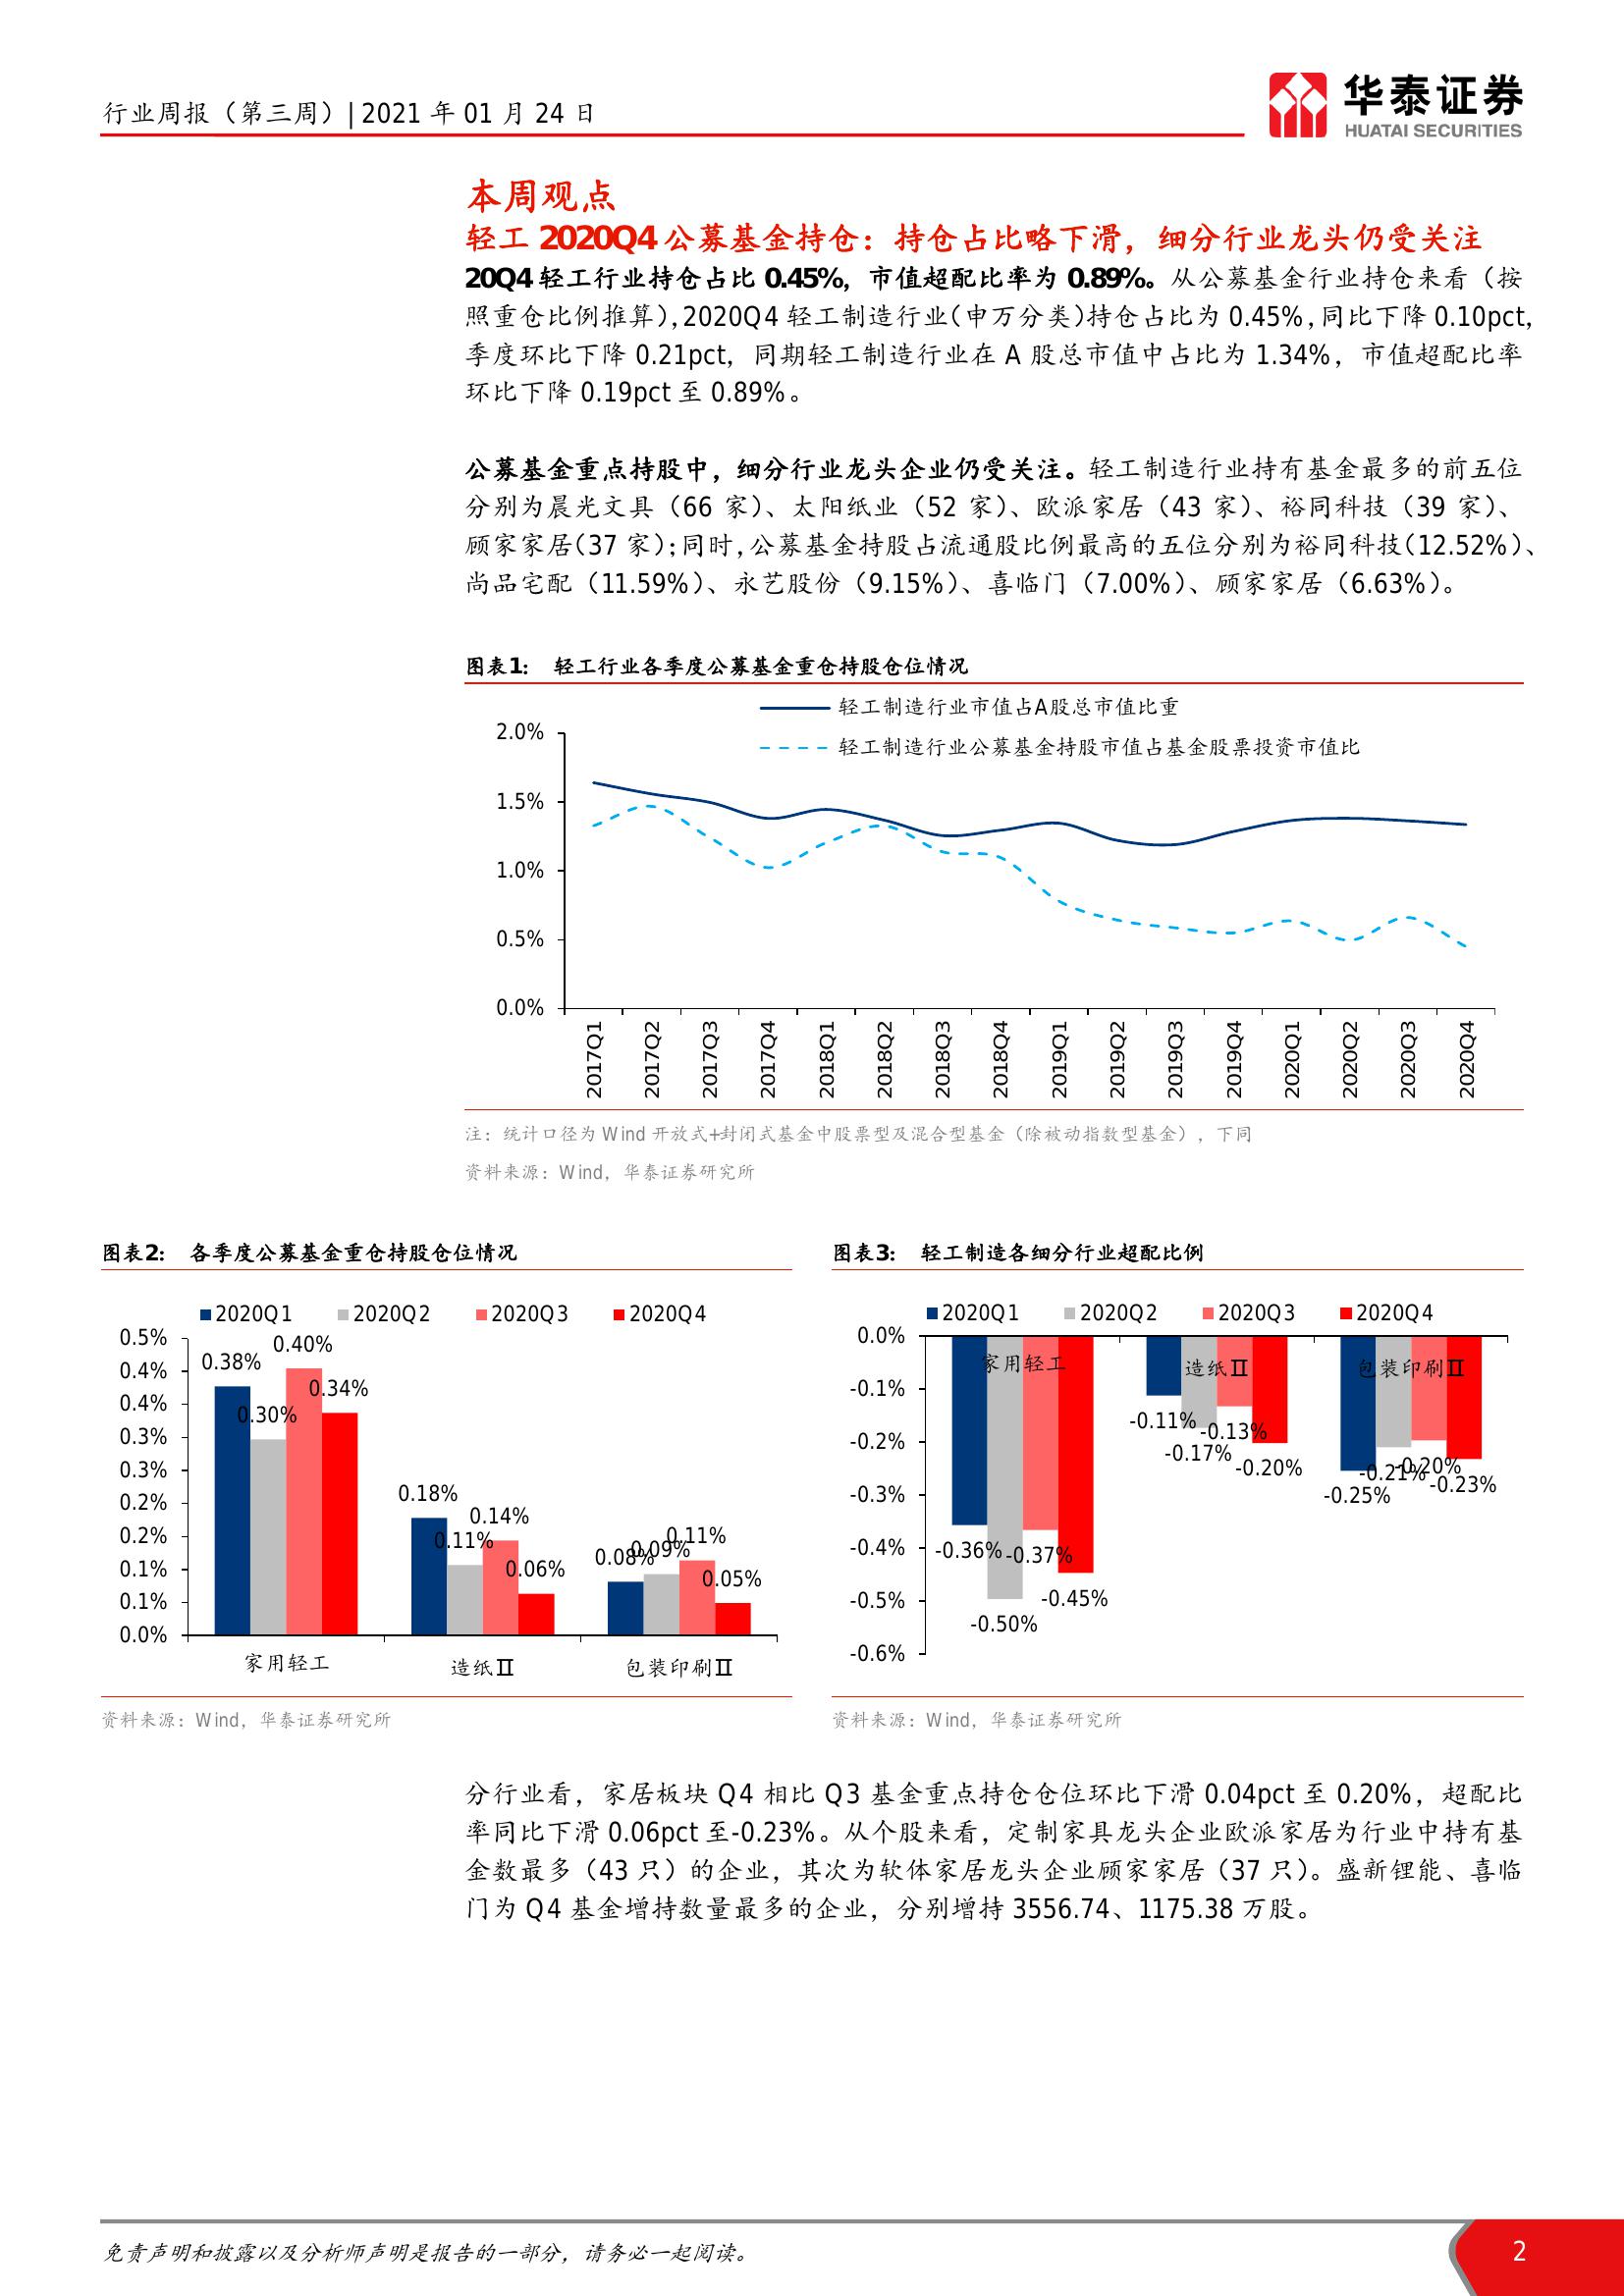 行业周报（第三周）| 2021 年 01 月 24 日
华泰证券
HUATAI SECURITIES
本周观点
轻工 2020Q4 公募基金持仓：持仓占比略下滑，细分行业龙头仍受关注
20Q4 轻工行业持仓占比 0.45%，市值超配比率为 0.89%。从公募基金行业持仓来看（按
照重仓比例推算），2020Q4 轻工制造行业（申万分类）持仓占比为 0.45%，同比下降 0.10pct，
季度环比下降 0.21pct，同期轻工制造行业在 A 股总市值中占比为 1.34%，市值超配比率
环比下降 0.19pct 至 0.89%。
公募基金重点持股中，细分行业龙头企业仍受关注。轻工制造行业持有基金最多的前五位
分别为晨光文具（66 家）、太阳纸业（52 家）、欧派家居（43 家）、裕同科技（39 家）、
顾家家居（37 家）；同时，公募基金持股占流通股比例最高的五位分别为裕同科技（12.52%）、
尚品宅配（11.59%）、永艺股份（9.15%）、喜临门（7.00%）、顾家家居（6.63%）。
图表1： 轻工行业各季度公募基金重仓持股仓位情况
轻工制造行业市值占A股总市值比重
轻工制造行业公募基金持股市值占基金股票投资市值比
2.0%
1.5%
1.0%
0.5%
0.0%
2017Q1 2017Q2 2017Q3 2017Q4 2018Q1 2018Q2 2018Q3 2018Q4 2019Q1 2019Q2 2019Q3 2019Q4 2020Q1 2020Q2 2020Q3 2020Q4
注：统计口径为 Wind 开放式+封闭式基金中股票型及混合型基金（除被动指数型基金），下同
资料来源：Wind，华泰证券研究所
图表2： 各季度公募基金重仓持股仓位情况
2020Q1 2020Q2 2020Q3 2020Q4
0.5%
0.4%
0.4%
0.3%
0.3%
0.2%
0.2%
0.1%
0.1%
0.0%
0.38% 0.30% 0.40% 0.34%
0.18% 0.11% 0.14% 0.06%
0.08% 0.09% 0.11% 0.05%
家用轻工 造纸Ⅱ 包装印刷Ⅱ
资料来源：Wind，华泰证券研究所
图表3： 轻工制造各细分行业超配比例
2020Q1 2020Q2 2020Q3 2020Q4
0.0%
-0.1%
-0.2%
-0.3%
-0.4%
-0.5%
-0.6%
家用轻工 造纸Ⅱ 包装印刷Ⅱ
-0.36% -0.50% -0.37% -0.45%
-0.11% -0.17% -0.13% -0.20%
-0.25% -0.21% -0.20% -0.23%
资料来源：Wind，华泰证券研究所
分行业看，家居板块 Q4 相比 Q3 基金重点持仓仓位环比下滑 0.04pct 至 0.20%，超配比
率同比下滑 0.06pct 至-0.23%。从个股来看，定制家具龙头企业欧派家居为行业中持有基
金数最多（43 只）的企业，其次为软体家居龙头企业顾家家居（37 只）。盛新锂能、喜临
门为 Q4 基金增持数量最多的企业，分别增持 3556.74、1175.38 万股。
免责声明和披露以及分析师声明是报告的一部分，请务必一起阅读。
2